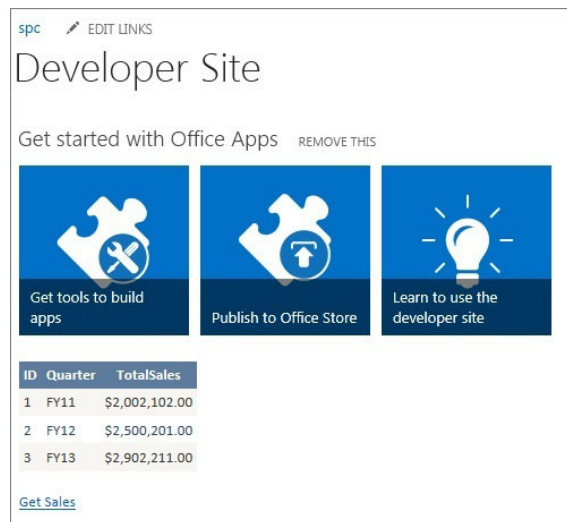 spc EDIT LINKS
Developer Site
Get started with Office Apps REMOVE THIS
Get tools to build
apps
Publish to Office Store
Learn to use the
developer site
ID Quarter TotalSales
1 FY11 $2,002,102.00
2 FY12 $2,500,201.00
3 FY13 $2,902,211.00
Get Sales